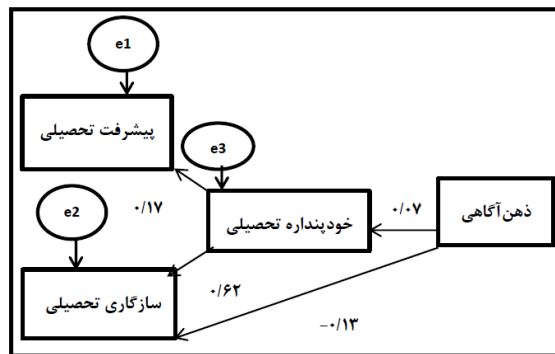 e1
پیشرفت تحصیلی
e3
ذهن‌آگاهی
۰/۰۷
خودپنداره تحصیلی
۰/۱۷
e2
سازگاری تحصیلی
۰/۶۲
−۰/۱۳